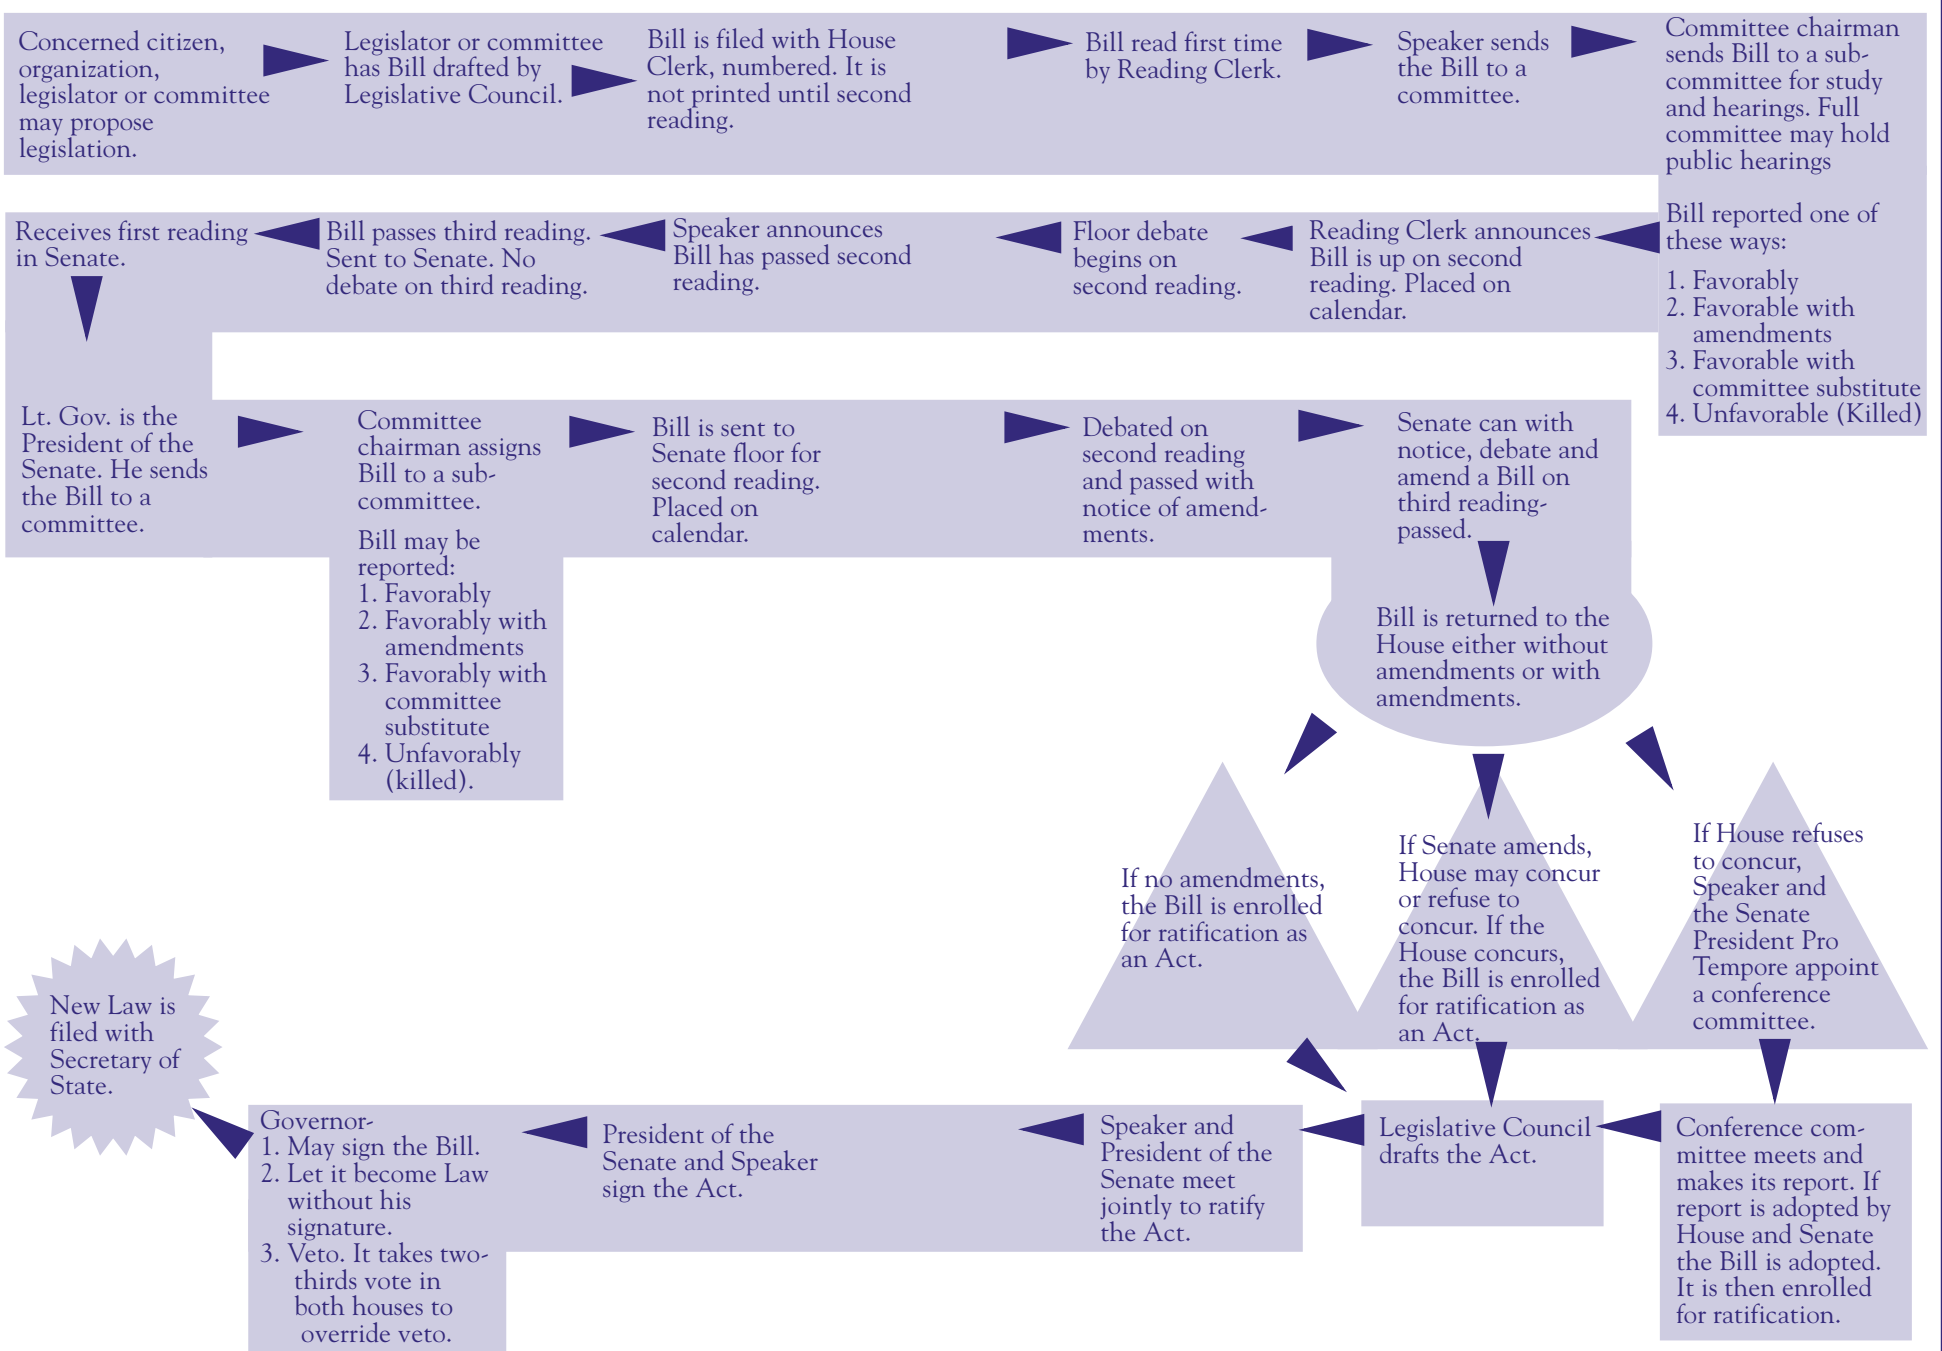 Concerned citizen,
organization,
legislator or committee
may propose
legislation.
Legislator or committee
has Bill drafted by
Legislative Council.
Bill is filed with House
Clerk, numbered. It is
not printed until second
reading.
Bill read first time
by Reading Clerk.
Speaker sends
the Bill to a
committee.
Committee chairman
sends Bill to a sub-
committee for study
and hearings. Full
committee may hold
public hearings
Bill reported one of
these ways:
1. Favorably
2. Favorable with
amendments
3. Favorable with
committee substitute
4. Unfavorable (Killed)
Reading Clerk announces
Bill is up on second
reading. Placed on
calendar.
Floor debate
begins on
second reading.
Speaker announces
Bill has passed second
reading.
Bill passes third reading.
Sent to Senate. No
debate on third reading.
Receives first reading
in Senate.
Lt. Gov. is the
President of the
Senate. He sends
the Bill to a
committee.
Committee
chairman assigns
Bill to a sub-
committee.
Bill may be
reported:
1. Favorably
2. Favorably with
amendments
3. Favorably with
committee
substitute
4. Unfavorably
(killed).
Bill is sent to
Senate floor for
second reading.
Placed on
calendar.
Debated on
second reading
and passed with
notice of amend-
ments.
Senate can with
notice, debate and
amend a Bill on
third reading-
passed.
Bill is returned to the
House either without
amendments or with
amendments.
If no amendments,
the Bill is enrolled
for ratification as
an Act.
If Senate amends,
House may concur
or refuse to
concur. If the
House concurs,
the Bill is enrolled
for ratification as
an Act.
If House refuses
to concur,
Speaker and
the Senate
President Pro
Tempore appoint
a conference
committee.
Conference com-
mittee meets and
makes its report. If
report is adopted by
House and Senate
the Bill is adopted.
It is then enrolled
for ratification.
Legislative Council
drafts the Act.
Speaker and
President of the
Senate meet
jointly to ratify
the Act.
President of the
Senate and Speaker
sign the Act.
Governor-
1. May sign the Bill.
2. Let it become Law
without his
signature.
3. Veto. It takes two-
thirds vote in
both houses to
override veto.
New Law is
filed with
Secretary of
State.